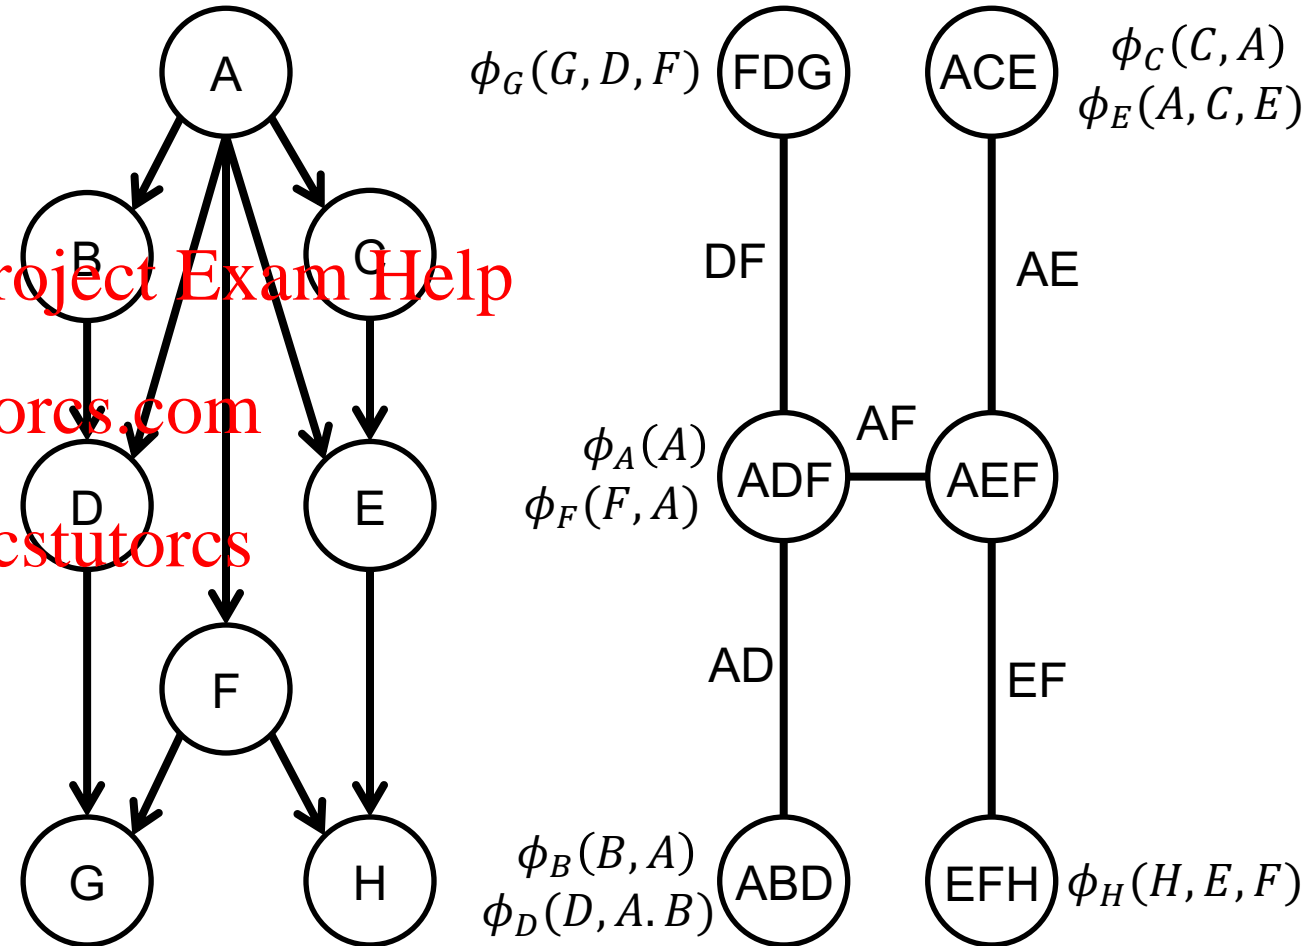 A
B
C
D
E
F
G
H
roject Exam Help
orcs.com
cstutorcs
ϕ_G(G, D, F)
FDG
ACE
ϕ_C(C, A)
ϕ_E(A, C, E)
DF
AE
AF
ϕ_A(A)
ϕ_F(F, A)
ADF
AEF
AD
EF
ϕ_B(B, A)
ϕ_D(D, A. B)
ABD
EFH
ϕ_H(H, E, F)